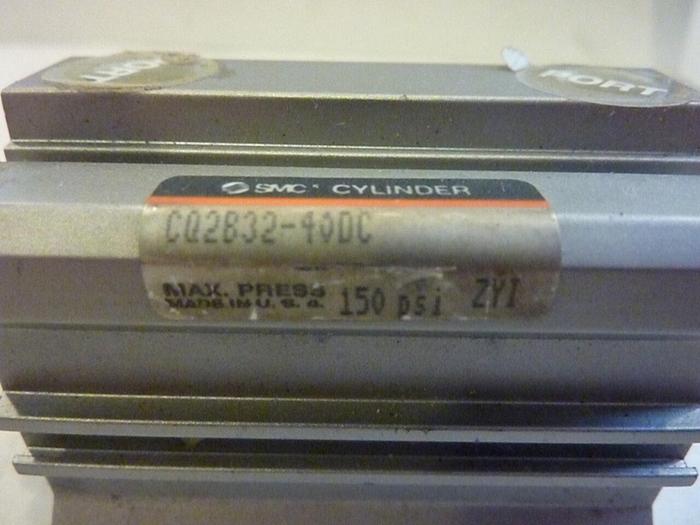 PORT
PORT
SMC CYLINDER
CQ2B32-40DC
MAX. PRESS 150 psi ZYI
MADE IN U.S.A.